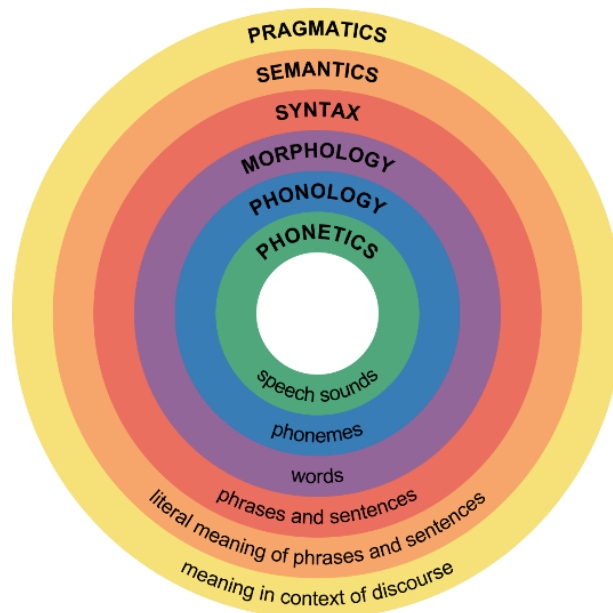 PRAGMATICS
SEMANTICS
SYNTAX
MORPHOLOGY
PHONOLOGY
PHONETICS
speech sounds
phonemes
words
phrases and sentences
literal meaning of phrases and sentences
meaning in context of discourse